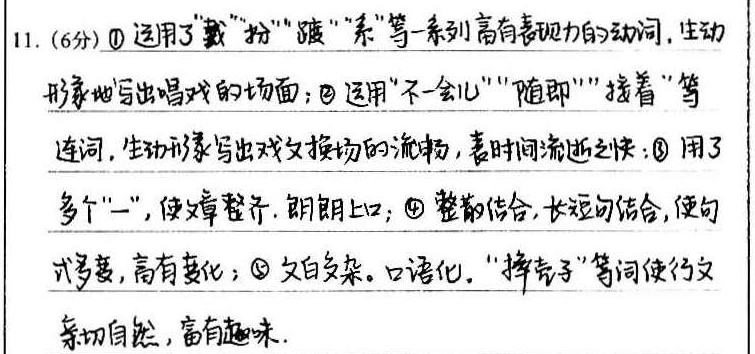 11. (6分) ① 运用了"戴""扮""踱""系"等一系列富有表现力的动词,生动
形象地写出唱戏的场面;② 运用"不一会儿""随即""接着"等
连词,生动形象写出戏文换场的流畅,表时间流逝之快;③ 用了
多个"一",使文章整齐.朗朗上口;④ 整散结合,长短句结合,使句
式多变,富有变化;⑤ 文白交杂。口语化."摔壳子"等词使行文
亲切自然,富有趣味.